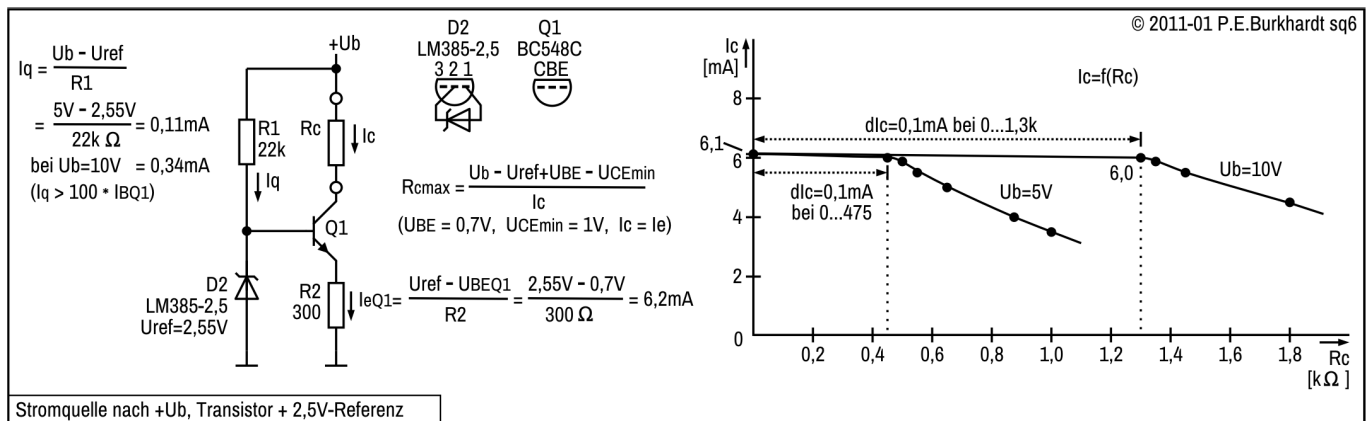 © 2011-01 P.E.Burkhardt sq6
Iq = Ub - Uref / R1
= 5V - 2,55V / 22k Ω = 0,11mA
bei Ub=10V = 0,34mA
(Iq > 100 * IBQ1)
+Ub
R1
22k
Iq
Rc
Ic
Q1
D2
LM385-2,5
Uref=2,55V
R2
300
D2
LM385-2,5
3 2 1
Q1
BC548C
CBE
Rcmax = Ub - Uref+UBE - UCEmin / Ic
(UBE = 0,7V, UCEmin = 1V, Ic = Ie)
IeQ1= Uref - UBEQ1 / R2 = 2,55V - 0,7V / 300 Ω = 6,2mA
Ic
[mA]
Ic=f(Rc)
8
dIc=0,1mA bei 0...1,3k
6,1
6
6,0
Ub=10V
dIc=0,1mA
bei 0...475
Ub=5V
4
2
0
0,2 0,4 0,6 0,8 1,0 1,2 1,4 1,6 1,8
Rc
[kΩ]
Stromquelle nach +Ub, Transistor + 2,5V-Referenz